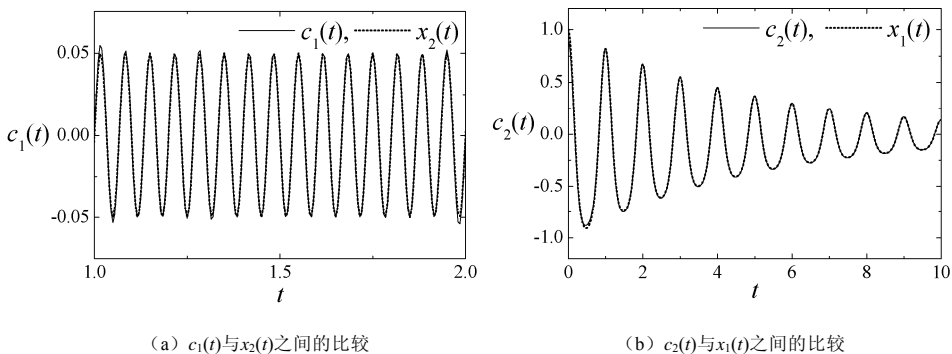 c₁(t), x₂(t)
0.05
c₁(t) 0.00
-0.05
1.0 1.5 2.0
t
(a) c₁(t)与x₂(t)之间的比较
c₂(t), x₁(t)
1.0
0.5
c₂(t) 0.0
-0.5
-1.0
0 2 4 6 8 10
t
(b) c₂(t)与x₁(t)之间的比较